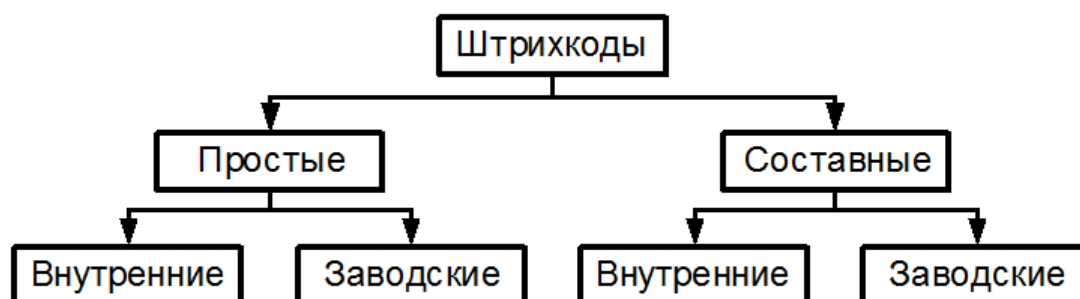 Штрихкоды
Простые
Составные
Внутренние
Заводские
Внутренние
Заводские